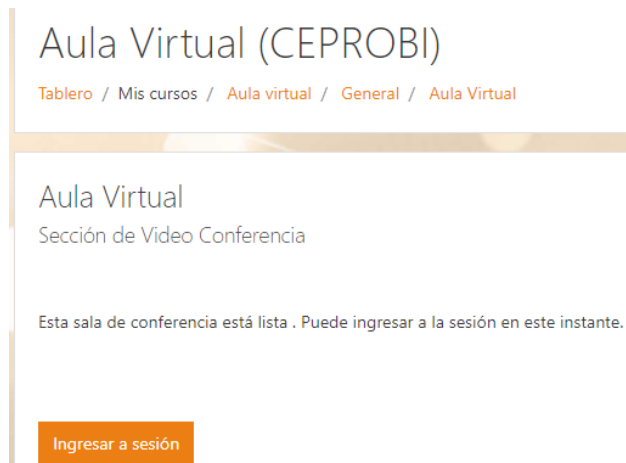 Aula Virtual (CEPROBI)
Tablero / Mis cursos / Aula virtual / General / Aula Virtual
Aula Virtual
Sección de Video Conferencia
Esta sala de conferencia está lista . Puede ingresar a la sesión en este instante.
Ingresar a sesión